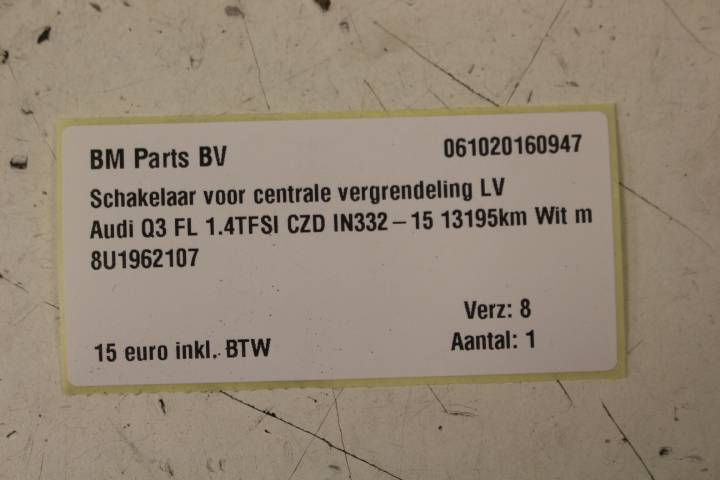 BM Parts BV 061020160947
Schakelaar voor centrale vergrendeling LV
Audi Q3 FL 1.4TFSI CZD IN332-15 13195km Wit m
8U1962107
Verz: 8
15 euro inkl. BTW Aantal: 1